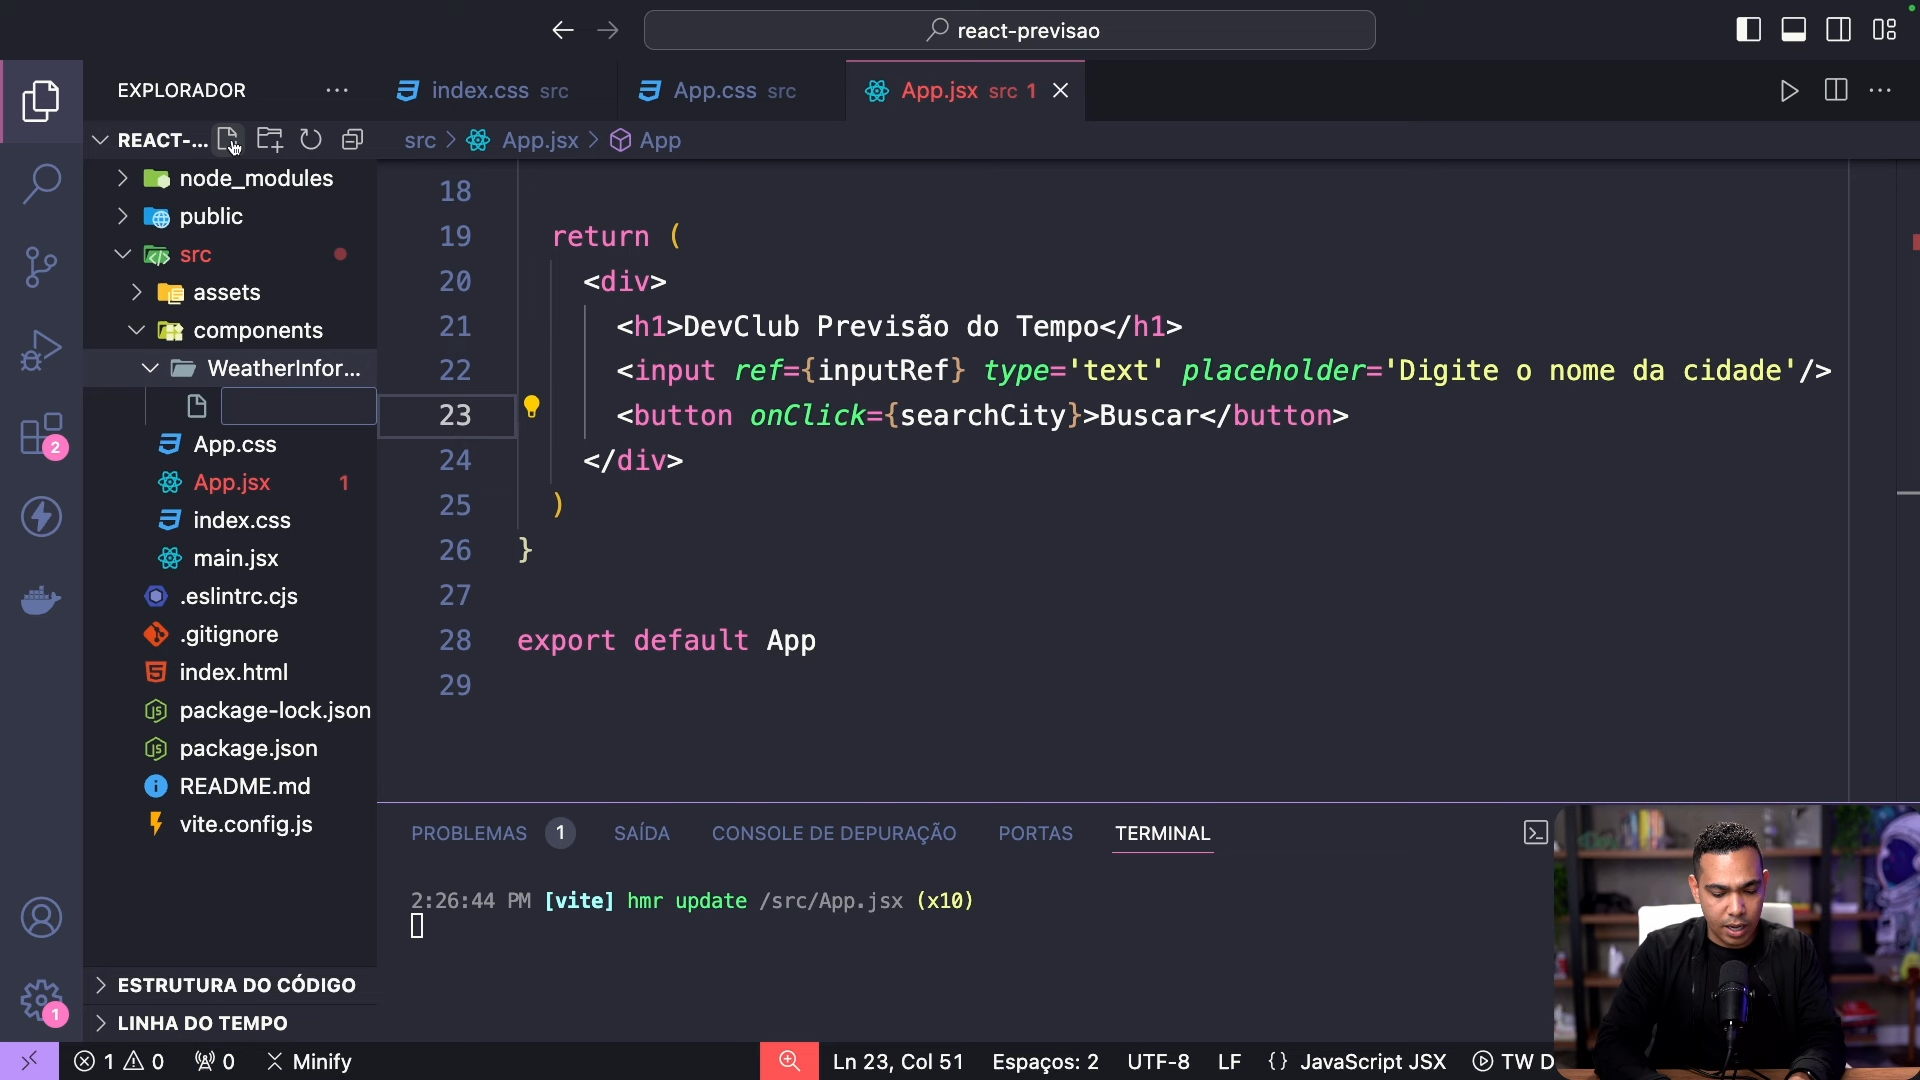 react-previsao
EXPLORADOR
index.css src
App.css src
App.jsx src 1
REACT-...
src > App.jsx > App
node_modules
public
src
assets
components
WeatherInfor...
App.css
App.jsx 1
index.css
main.jsx
.eslintrc.cjs
.gitignore
index.html
package-lock.json
package.json
README.md
vite.config.js
ESTRUTURA DO CÓDIGO
LINHA DO TEMPO
18
19 return (
20 <div>
21 <h1>DevClub Previsão do Tempo</h1>
22 <input ref={inputRef} type='text' placeholder='Digite o nome da cidade'/>
23 <button onClick={searchCity}>Buscar</button>
24 </div>
25 )
26 }
27
28 export default App
29
PROBLEMAS 1 SAÍDA CONSOLE DE DEPURAÇÃO PORTAS TERMINAL
2:26:44 PM [vite] hmr update /src/App.jsx (x10)
2
1
1 0 0 Minify Ln 23, Col 51 Espaços: 2 UTF-8 LF {} JavaScript JSX TW D